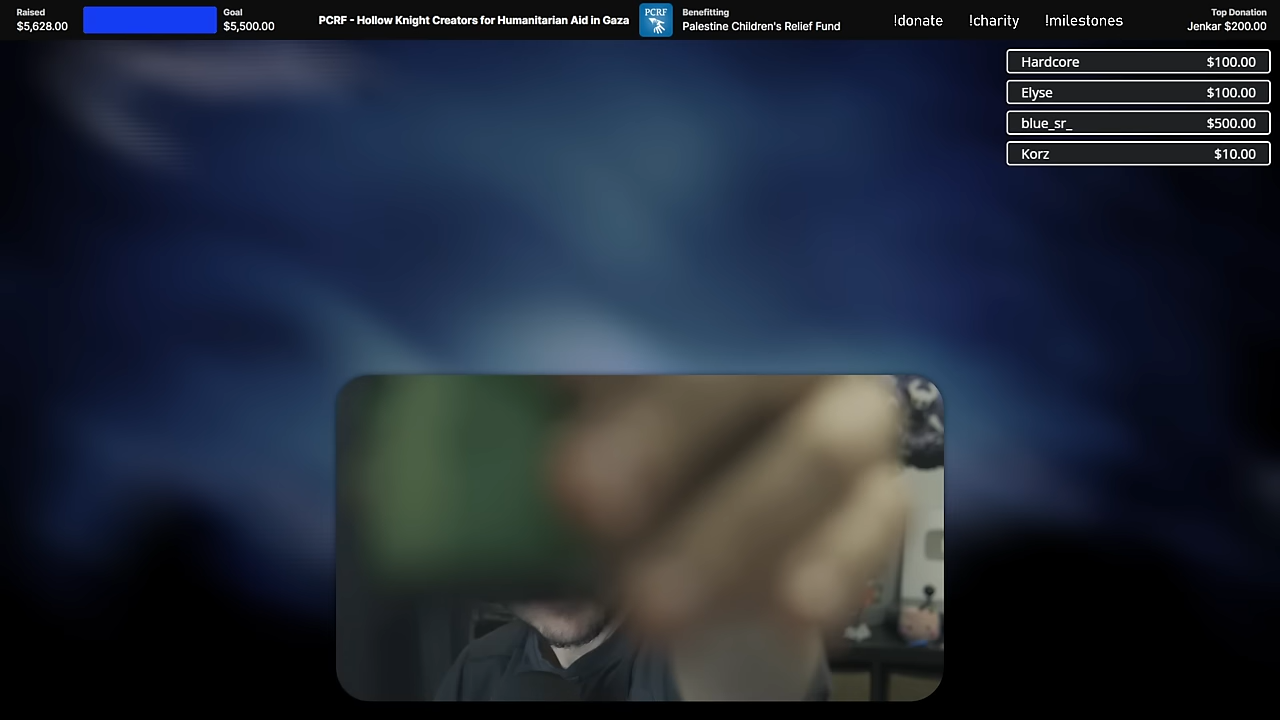 Raised
$5,628.00
Goal
$5,500.00
PCRF - Hollow Knight Creators for Humanitarian Aid in Gaza
PCRF
Benefitting
Palestine Children's Relief Fund
!donate
!charity
!milestones
Top Donation
Jenkar $200.00
Hardcore $100.00
Elyse $100.00
blue_sr_ $500.00
Korz $10.00